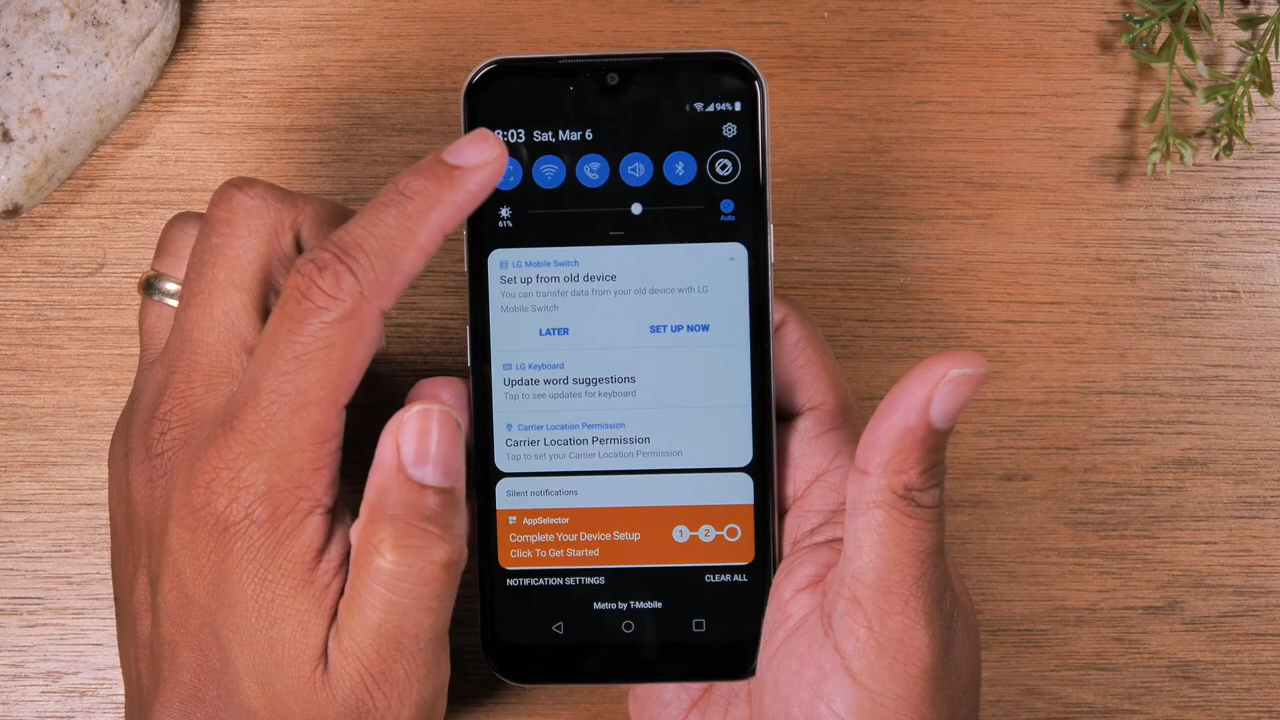 94%
8:03 Sat, Mar 6
61%
Auto
LG Mobile Switch
Set up from old device
You can transfer data from your old device with LG
Mobile Switch
LATER SET UP NOW
LG Keyboard
Update word suggestions
Tap to see updates for keyboard
Carrier Location Permission
Carrier Location Permission
Tap to set your Carrier Location Permission
Silent notifications
AppSelector
Complete Your Device Setup
Click To Get Started
1 2
NOTIFICATION SETTINGS CLEAR ALL
Metro by T-Mobile